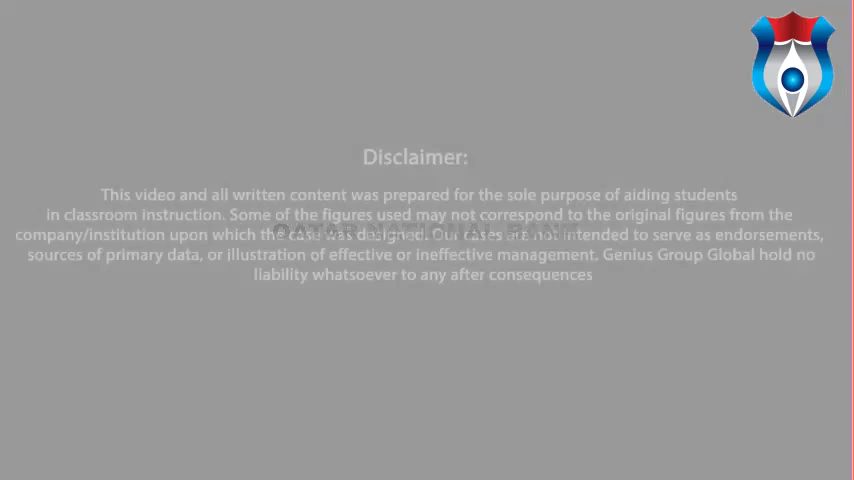 Disclaimer:
This video and all written content was prepared for the sole purpose of aiding students
in classroom instruction. Some of the figures used may not correspond to the original figures from the
company/institution upon which the case was designed. Our cases are not intended to serve as endorsements,
QATAR NATIONAL BANK
sources of primary data, or illustration of effective or ineffective management. Genius Group Global hold no
liability whatsoever to any after consequences